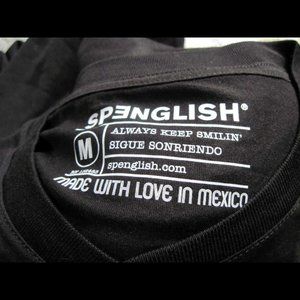 SPENGLISH®
M
ALWAYS KEEP SMILIN'
SIGUE SONRIENDO
spenglish.com
MADE WITH LOVE IN MEXICO